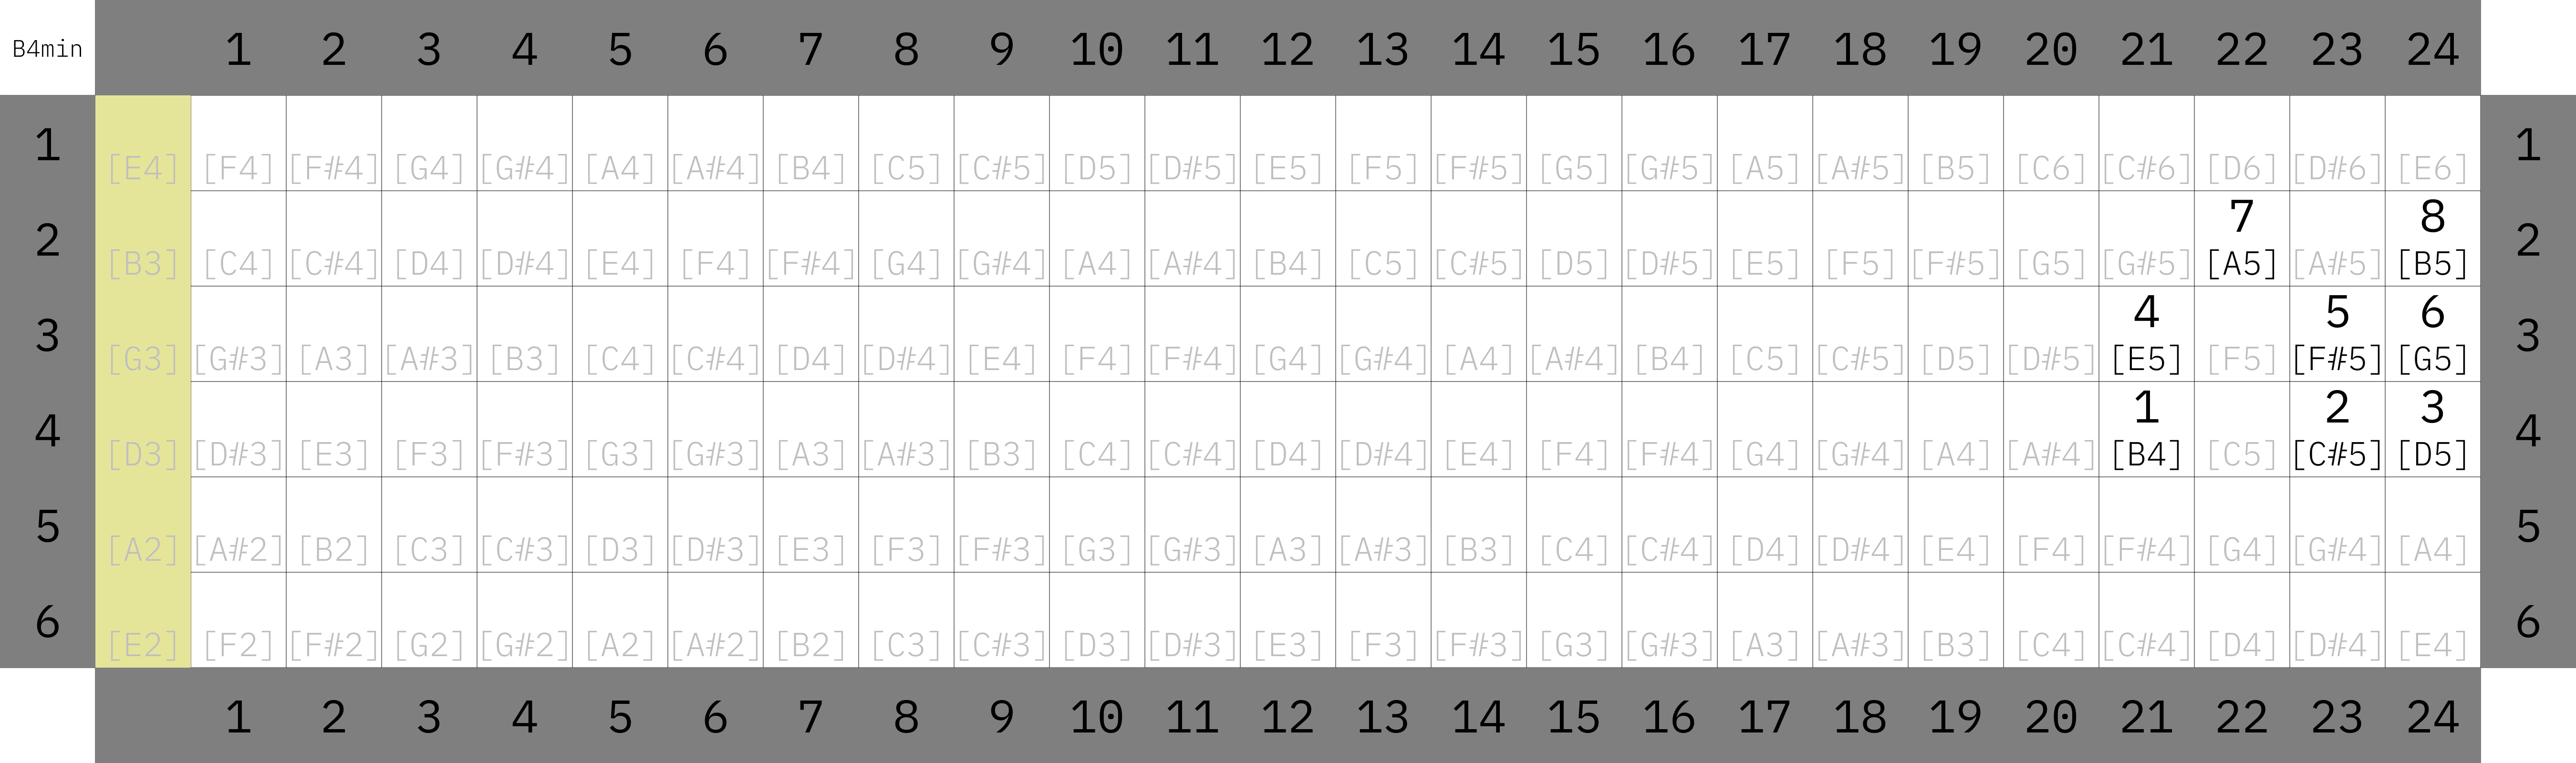 B4min 1 2 3 4 5 6 7 8 9 10 11 12 13 14 15 16 17 18 19 20 21 22 23 24
1 [E4] [F4] [F#4] [G4] [G#4] [A4] [A#4] [B4] [C5] [C#5] [D5] [D#5] [E5] [F5] [F#5] [G5] [G#5] [A5] [A#5] [B5] [C6] [C#6] [D6] [D#6] [E6] 1
7 8
2 [B3] [C4] [C#4] [D4] [D#4] [E4] [F4] [F#4] [G4] [G#4] [A4] [A#4] [B4] [C5] [C#5] [D5] [D#5] [E5] [F5] [F#5] [G5] [G#5] [A5] [A#5] [B5] 2
4 5 6
3 [G3] [G#3] [A3] [A#3] [B3] [C4] [C#4] [D4] [D#4] [E4] [F4] [F#4] [G4] [G#4] [A4] [A#4] [B4] [C5] [C#5] [D5] [D#5] [E5] [F5] [F#5] [G5] 3
1 2 3
4 [D3] [D#3] [E3] [F3] [F#3] [G3] [G#3] [A3] [A#3] [B3] [C4] [C#4] [D4] [D#4] [E4] [F4] [F#4] [G4] [G#4] [A4] [A#4] [B4] [C5] [C#5] [D5] 4
5 [A2] [A#2] [B2] [C3] [C#3] [D3] [D#3] [E3] [F3] [F#3] [G3] [G#3] [A3] [A#3] [B3] [C4] [C#4] [D4] [D#4] [E4] [F4] [F#4] [G4] [G#4] [A4] 5
6 [E2] [F2] [F#2] [G2] [G#2] [A2] [A#2] [B2] [C3] [C#3] [D3] [D#3] [E3] [F3] [F#3] [G3] [G#3] [A3] [A#3] [B3] [C4] [C#4] [D4] [D#4] [E4] 6
1 2 3 4 5 6 7 8 9 10 11 12 13 14 15 16 17 18 19 20 21 22 23 24